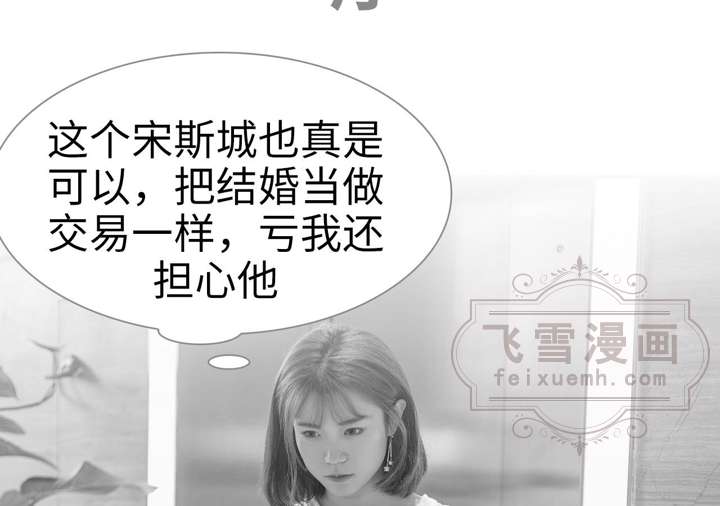 这个宋斯城也真是
可以，把结婚当做
交易一样，亏我还
担心他
飞雪漫画
feixuemh.com